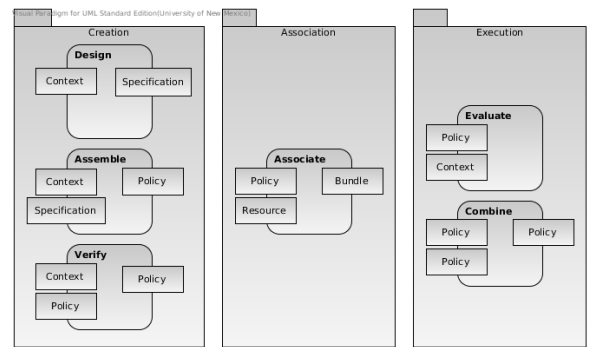 Visual Paradigm for UML Standard Edition(University of New Mexico)
Creation
Design
Context
Specification
Assemble
Context
Policy
Specification
Verify
Context
Policy
Policy
Association
Associate
Policy
Bundle
Resource
Execution
Evaluate
Policy
Context
Combine
Policy
Policy
Policy